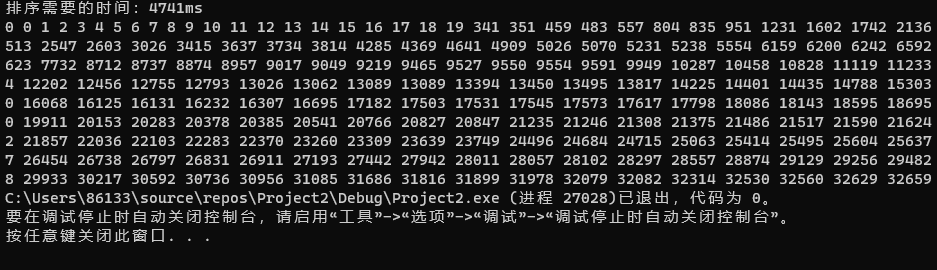 排序需要的时间：4741ms
0 0 1 2 3 4 5 6 7 8 9 10 11 12 13 14 15 16 17 18 19 341 351 459 483 557 804 835 951 1231 1602 1742 2136
513 2547 2603 3026 3415 3637 3734 3814 4285 4369 4641 4909 5026 5070 5231 5238 5554 6159 6200 6242 6592
623 7732 8712 8737 8874 8957 9017 9049 9219 9465 9527 9550 9554 9591 9949 10287 10458 10828 11119 11233
4 12202 12456 12755 12793 13026 13062 13089 13089 13394 13450 13495 13817 14225 14401 14435 14788 15303
0 16068 16125 16131 16232 16307 16695 17182 17503 17531 17545 17573 17617 17798 18086 18143 18595 18695
0 19911 20153 20283 20378 20385 20541 20766 20827 20847 21235 21246 21308 21375 21486 21517 21590 21624
2 21857 22036 22103 22283 22370 23260 23309 23639 23749 24496 24684 24715 25063 25414 25495 25604 25637
7 26454 26738 26797 26831 26911 27193 27442 27942 28011 28057 28102 28297 28557 28874 29129 29256 29482
8 29933 30217 30592 30736 30956 31085 31686 31816 31899 31978 32079 32082 32314 32530 32560 32629 32659
C:\Users\86133\source\repos\Project2\Debug\Project2.exe (进程 27028)已退出，代码为 0。
要在调试停止时自动关闭控制台，请启用“工具”->“选项”->“调试”->“调试停止时自动关闭控制台”。
按任意键关闭此窗口. . .